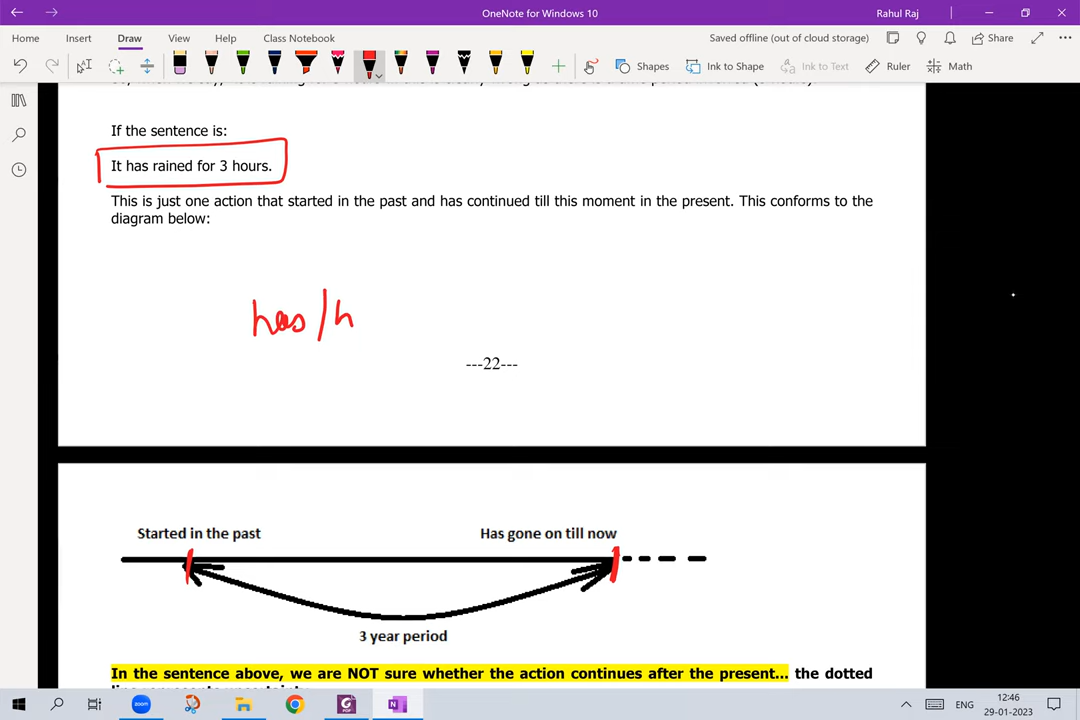 OneNote for Windows 10
Rahul Raj
Home Insert Draw View Help Class Notebook
Saved offline (out of cloud storage)
Share
Shapes
Ink to Shape
Ink to Text
Ruler
Math
If the sentence is:
It has rained for 3 hours.
This is just one action that started in the past and has continued till this moment in the present. This conforms to the
diagram below:
has/h
---22---
Started in the past
Has gone on till now
3 year period
In the sentence above, we are NOT sure whether the action continues after the present... the dotted
zoom
ENG
12:46
29-01-2023